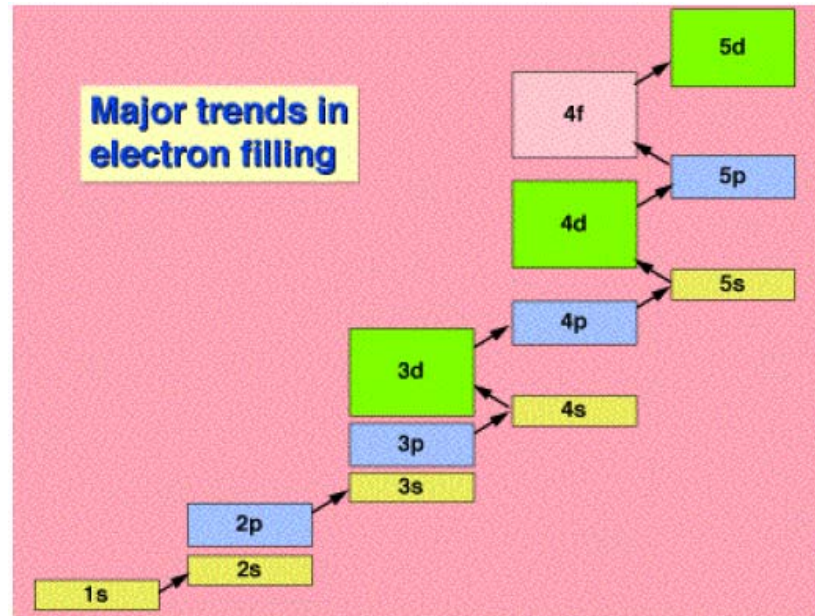 5d
Major trends in
electron filling
4f
5p
4d
5s
4p
3d
4s
3p
3s
2p
2s
1s